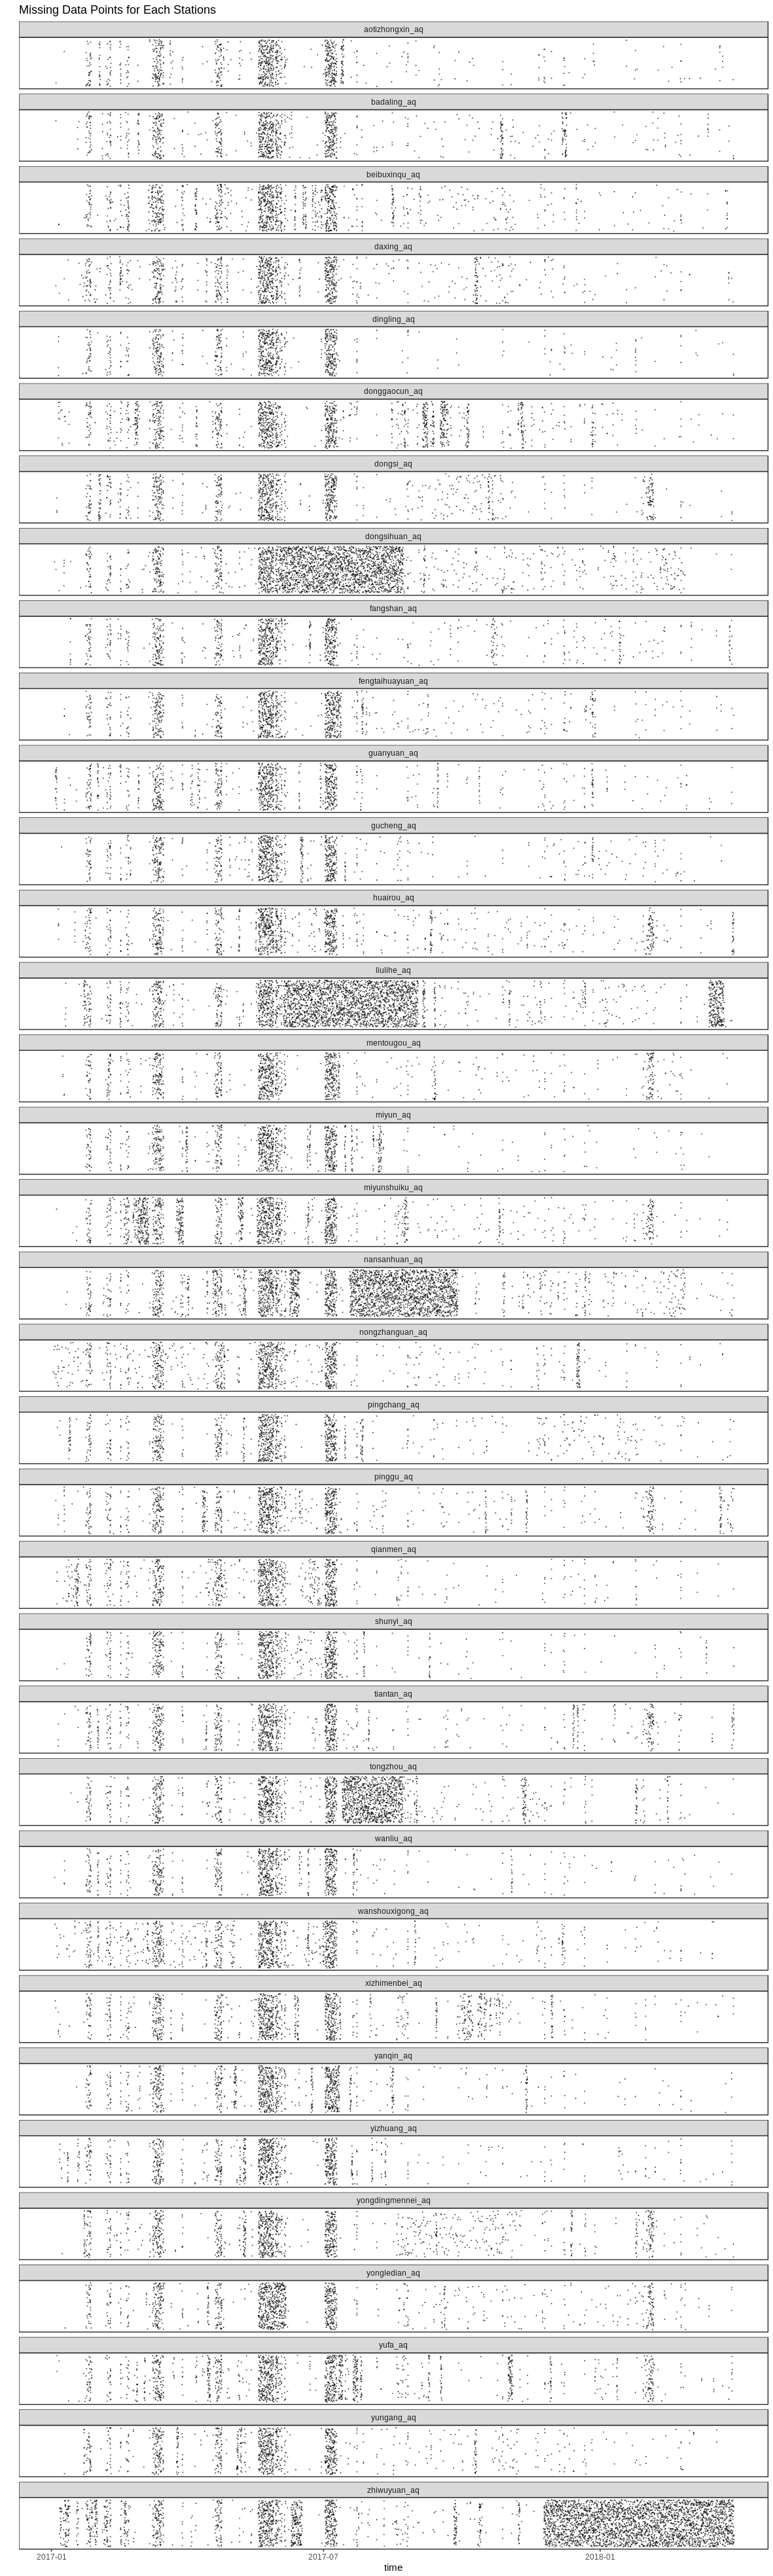 Missing Data Points for Each Stations
aotizhongxin_aq
badaling_aq
beibuxinqu_aq
daxing_aq
dingling_aq
donggaocun_aq
dongsi_aq
dongsihuan_aq
fangshan_aq
fengtaihuayuan_aq
guanyuan_aq
gucheng_aq
huairou_aq
liulihe_aq
mentougou_aq
miyun_aq
miyunshuiku_aq
nansanhuan_aq
nongzhanguan_aq
pingchang_aq
pinggu_aq
qianmen_aq
shunyi_aq
tiantan_aq
tongzhou_aq
wanliu_aq
wanshouxigong_aq
xizhimenbei_aq
yanqin_aq
yizhuang_aq
yongdingmennei_aq
yongledian_aq
yufa_aq
yungang_aq
zhiwuyuan_aq
2017-01 2017-07 2018-01
time